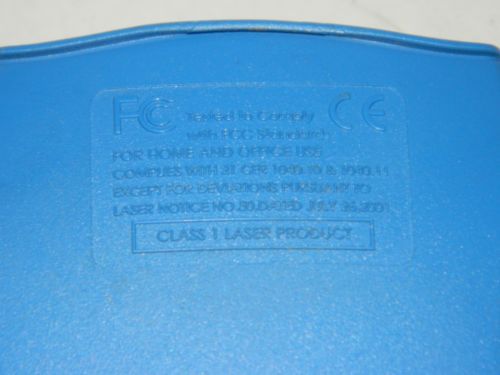 FC Tested to Comply CE
with FCC Standards
FOR HOME AND OFFICE USE
COMPLIES WITH 21 CFR 1040.10 & 1040.11
EXCEPT FOR DEVIATIONS PURSUANT TO
LASER NOTICE NO.50,DATED JULY 26.2001
CLASS 1 LASER PRODUCT